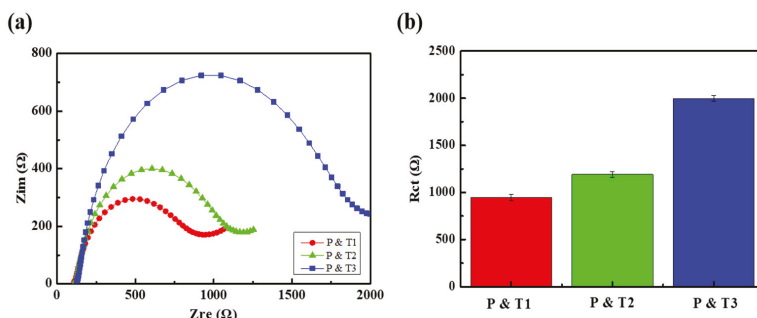 (a)
800
600
400
200
0
Zim (Ω)
0
500
1000
1500
2000
Zre (Ω)
P & T1
P & T2
P & T3
(b)
2500
2000
1500
1000
500
0
Rct (Ω)
P & T1
P & T2
P & T3